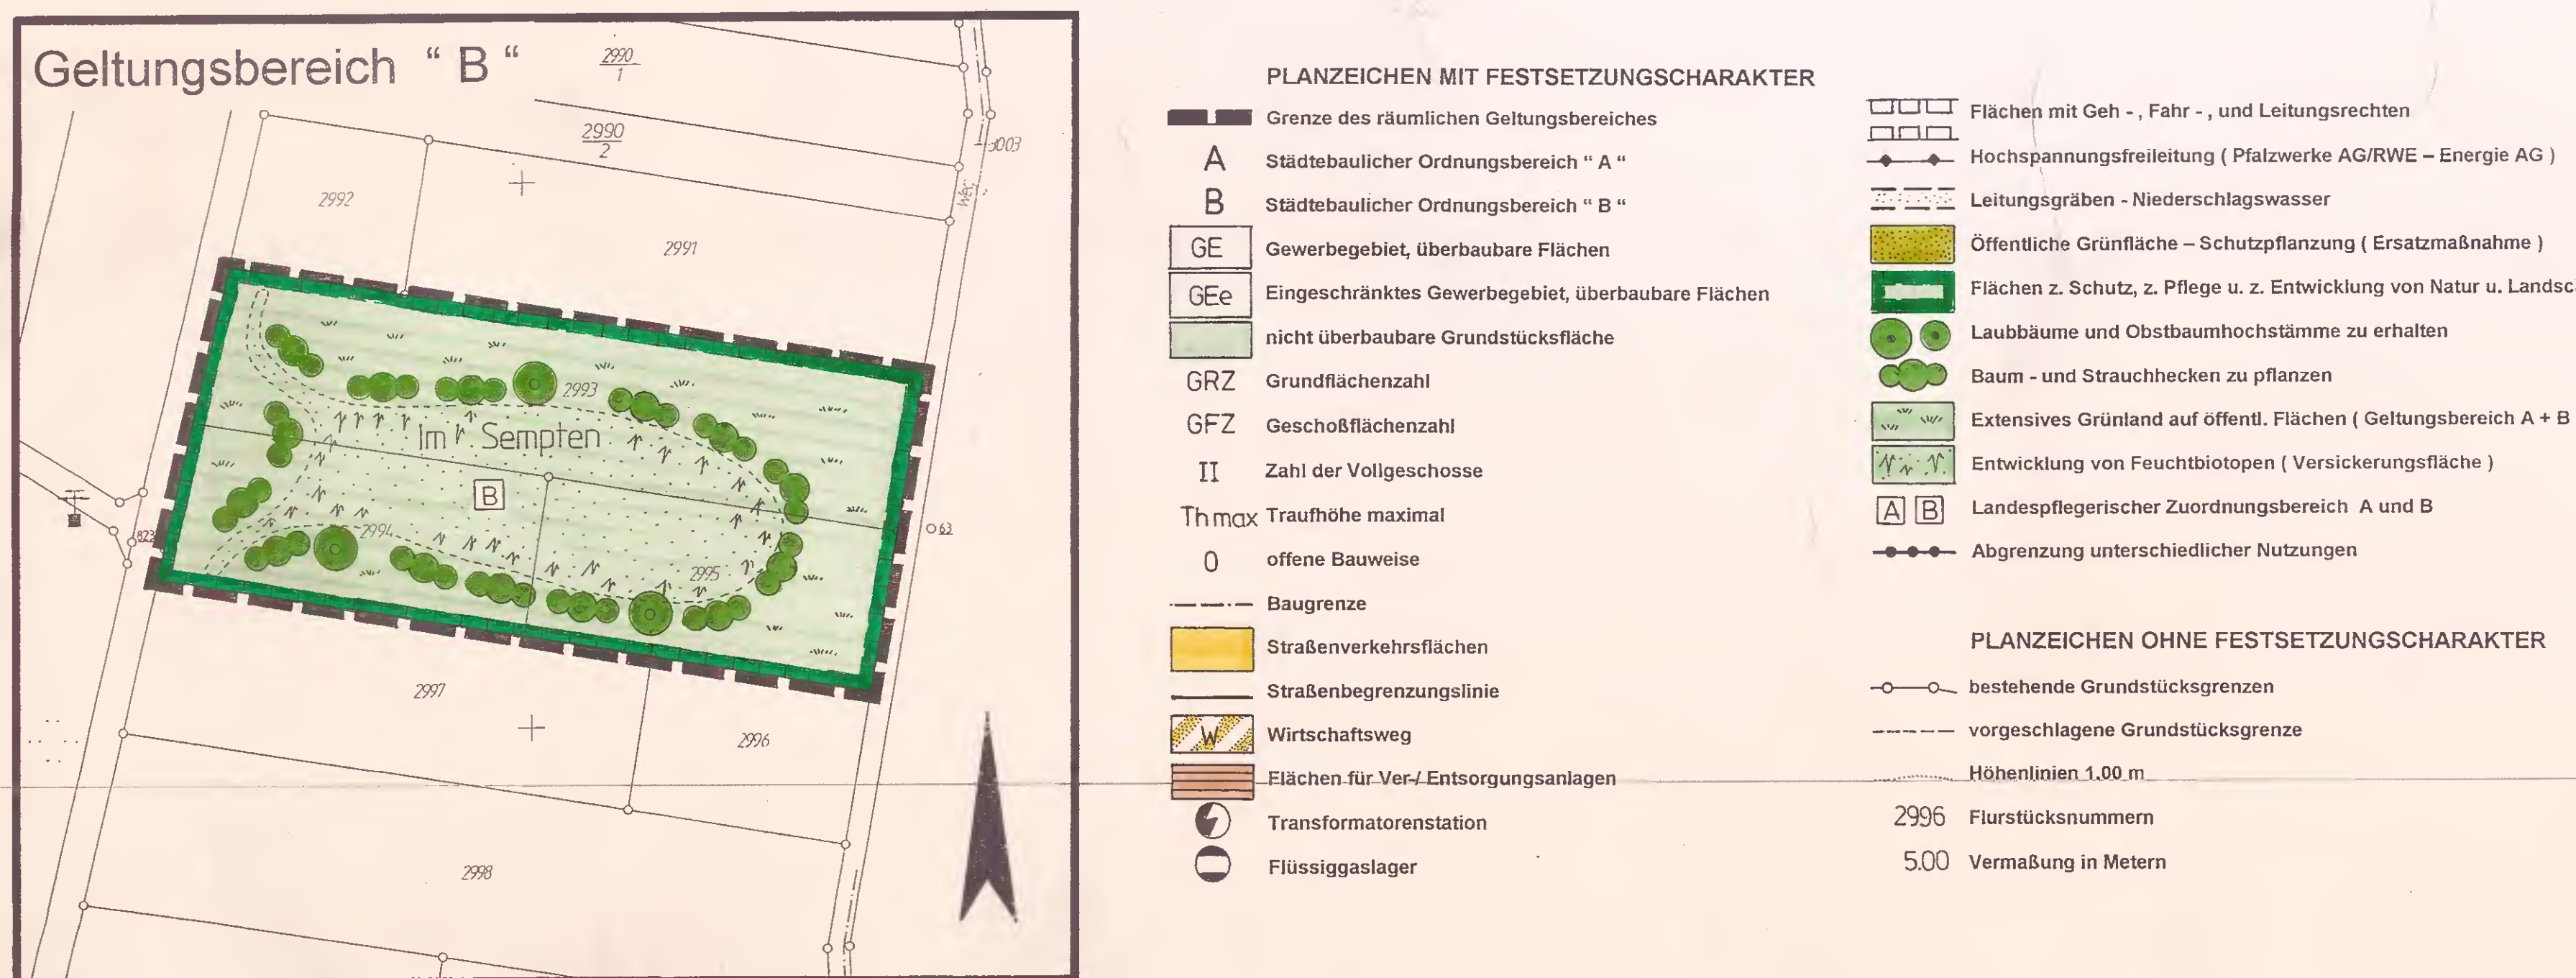 Geltungsbereich “ B “
2990
1
2990
2
3003
2992
2991
2993
Im Sempten
B
2994
823
63
2995
2997
2996
2998
PLANZEICHEN MIT FESTSETZUNGSCHARAKTER
Grenze des räumlichen Geltungsbereiches
A Städtebaulicher Ordnungsbereich “ A “
B Städtebaulicher Ordnungsbereich “ B “
GE Gewerbegebiet, überbaubare Flächen
GEe Eingeschränktes Gewerbegebiet, überbaubare Flächen
nicht überbaubare Grundstücksfläche
GRZ Grundflächenzahl
GFZ Geschoßflächenzahl
II Zahl der Vollgeschosse
Th max Traufhöhe maximal
O offene Bauweise
Baugrenze
Straßenverkehrsflächen
Straßenbegrenzungslinie
W Wirtschaftsweg
Flächen für Ver-/ Entsorgungsanlagen
Transformatorenstation
Flüssiggaslager
Flächen mit Geh - , Fahr - , und Leitungsrechten
Hochspannungsfreileitung ( Pfalzwerke AG/RWE – Energie AG )
Leitungsgräben - Niederschlagswasser
Öffentliche Grünfläche – Schutzpflanzung ( Ersatzmaßnahme )
Flächen z. Schutz, z. Pflege u. z. Entwicklung von Natur u. Landsc
Laubbäume und Obstbaumhochstämme zu erhalten
Baum - und Strauchhecken zu pflanzen
Extensives Grünland auf öffentl. Flächen ( Geltungsbereich A + B
Entwicklung von Feuchtbiotopen ( Versickerungsfläche )
A B Landespflegerischer Zuordnungsbereich A und B
Abgrenzung unterschiedlicher Nutzungen
PLANZEICHEN OHNE FESTSETZUNGSCHARAKTER
bestehende Grundstücksgrenzen
vorgeschlagene Grundstücksgrenze
Höhenlinien 1.00 m
2996 Flurstücksnummern
5.00 Vermaßung in Metern